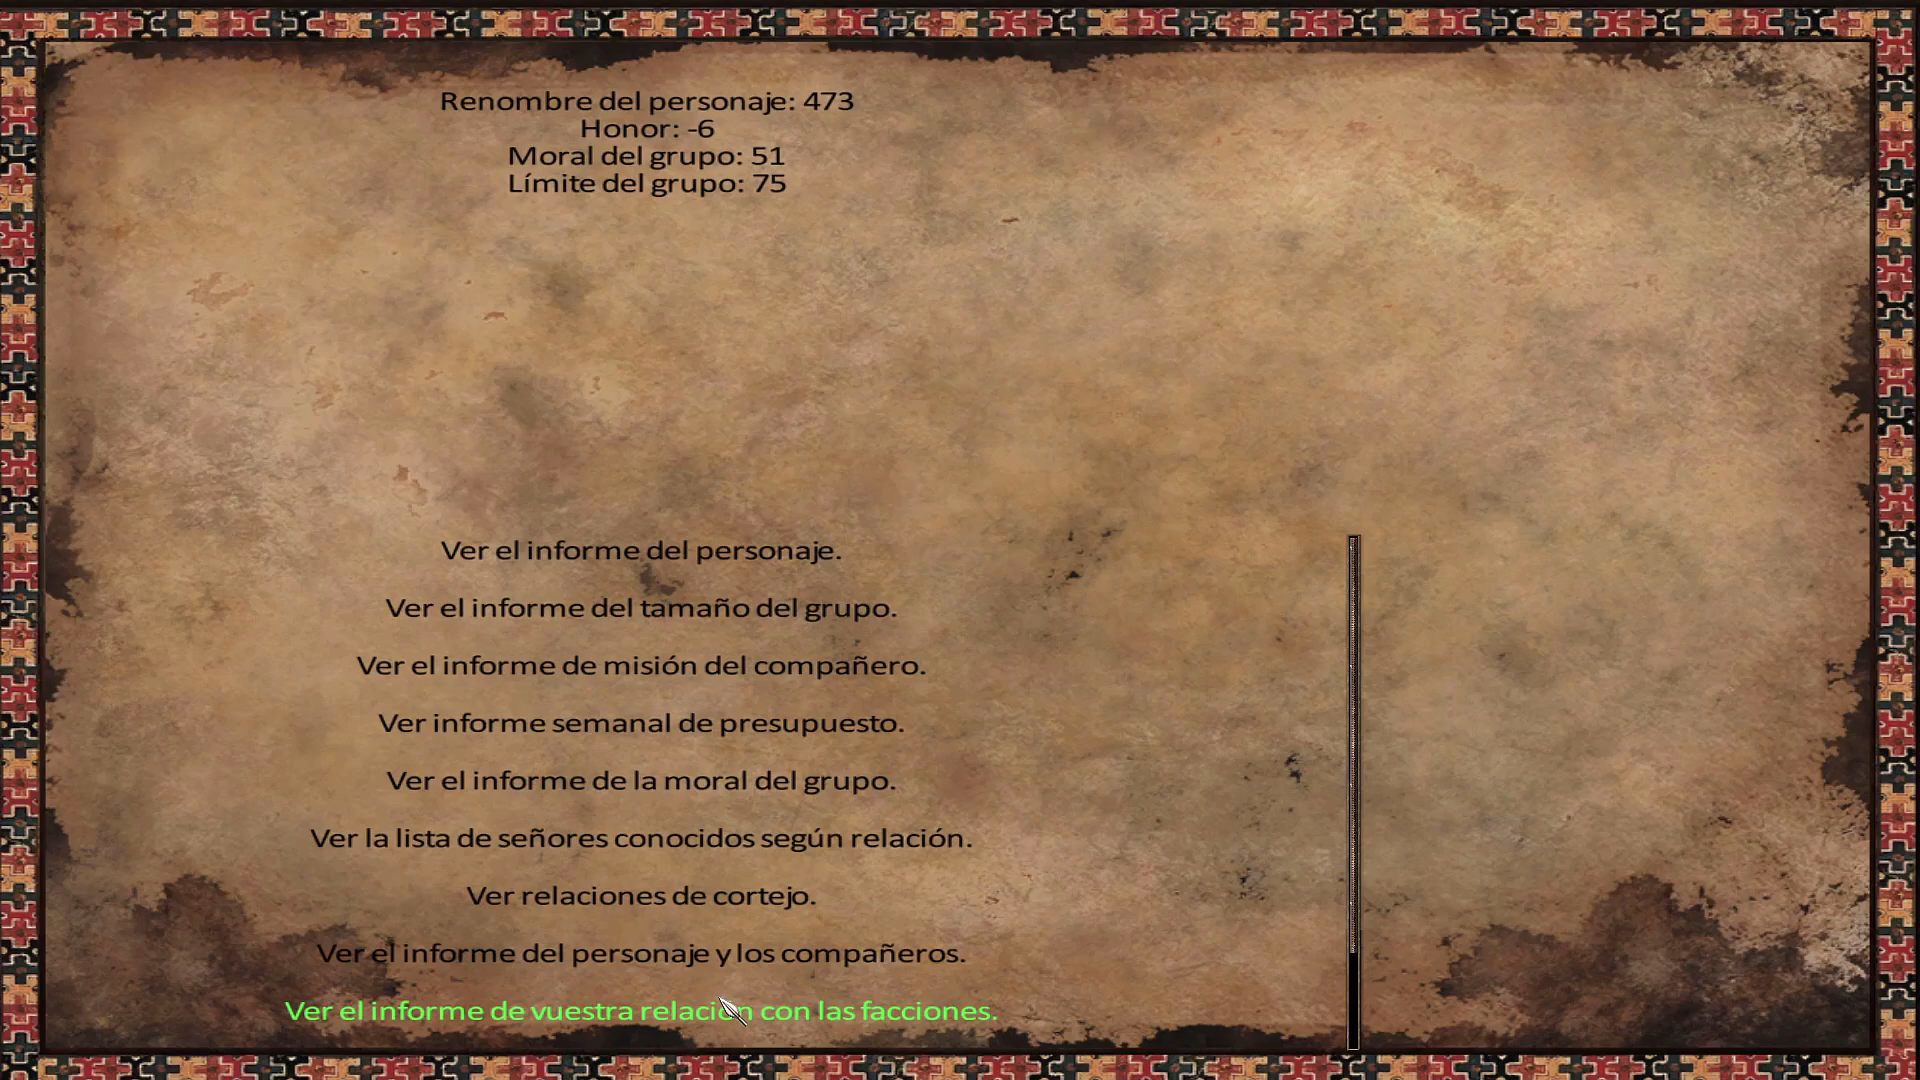 Renombre del personaje: 473
Honor: -6
Moral del grupo: 51
Límite del grupo: 75
Ver el informe del personaje.
Ver el informe del tamaño del grupo.
Ver el informe de misión del compañero.
Ver informe semanal de presupuesto.
Ver el informe de la moral del grupo.
Ver la lista de señores conocidos según relación.
Ver relaciones de cortejo.
Ver el informe del personaje y los compañeros.
Ver el informe de vuestra relación con las facciones.